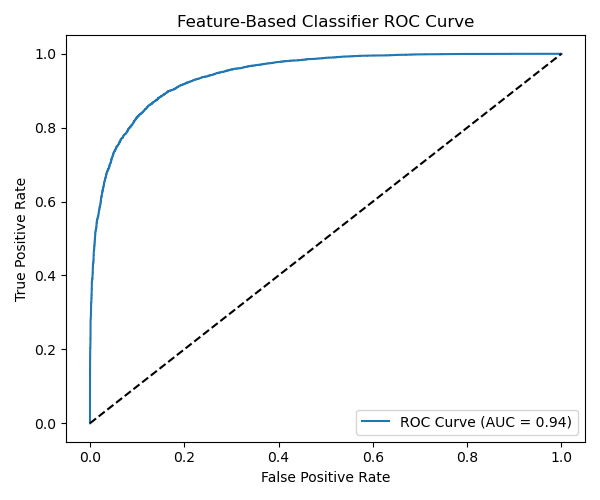 Feature-Based Classifier ROC Curve
True Positive Rate
1.0
0.8
0.6
0.4
0.2
0.0
ROC Curve (AUC = 0.94)
0.0 0.2 0.4 0.6 0.8 1.0
False Positive Rate